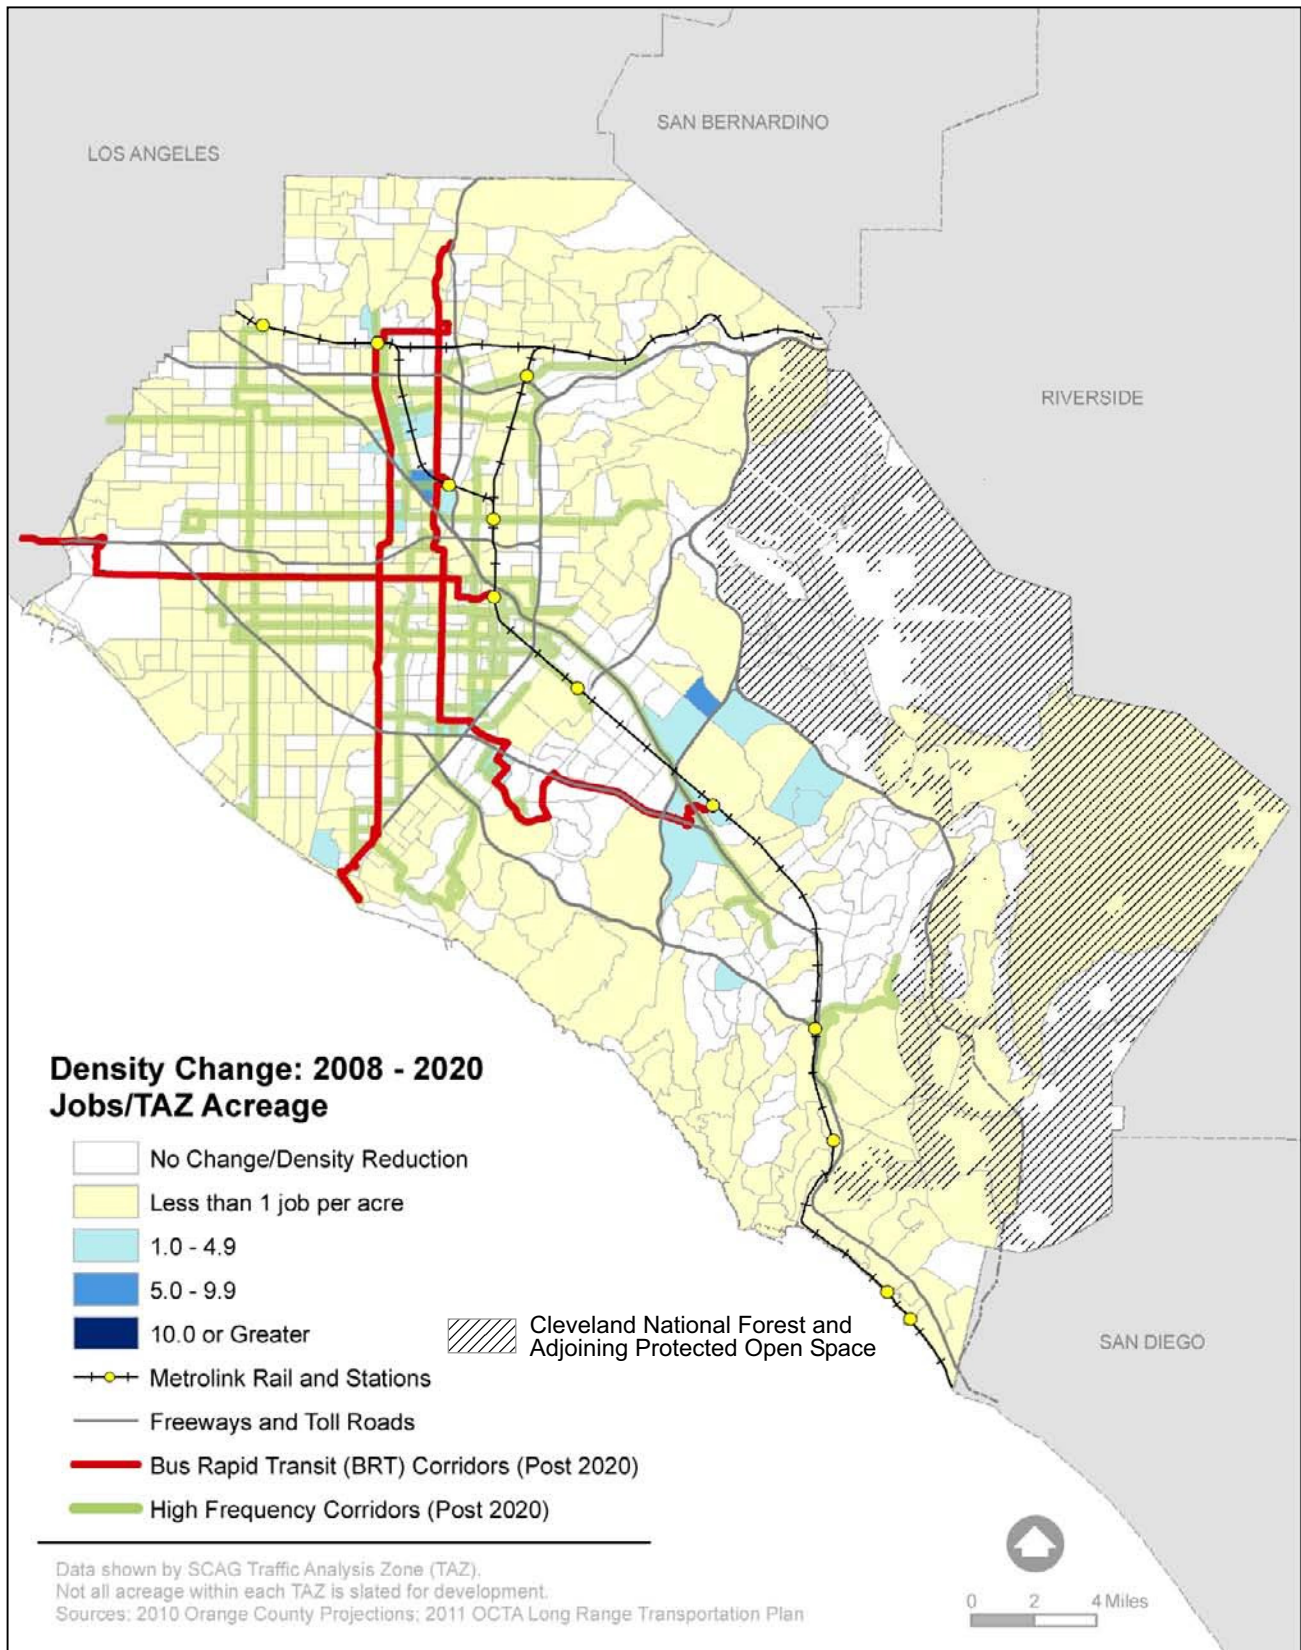 SAN BERNARDINO
LOS ANGELES
RIVERSIDE
Density Change: 2008 - 2020
Jobs/TAZ Acreage
No Change/Density Reduction
Less than 1 job per acre
1.0 - 4.9
5.0 - 9.9
10.0 or Greater
Cleveland National Forest and
Adjoining Protected Open Space
SAN DIEGO
Metrolink Rail and Stations
Freeways and Toll Roads
Bus Rapid Transit (BRT) Corridors (Post 2020)
High Frequency Corridors (Post 2020)
Data shown by SCAG Traffic Analysis Zone (TAZ).
Not all acreage within each TAZ is slated for development.
Sources: 2010 Orange County Projections; 2011 OCTA Long Range Transportation Plan
0 2 4 Miles